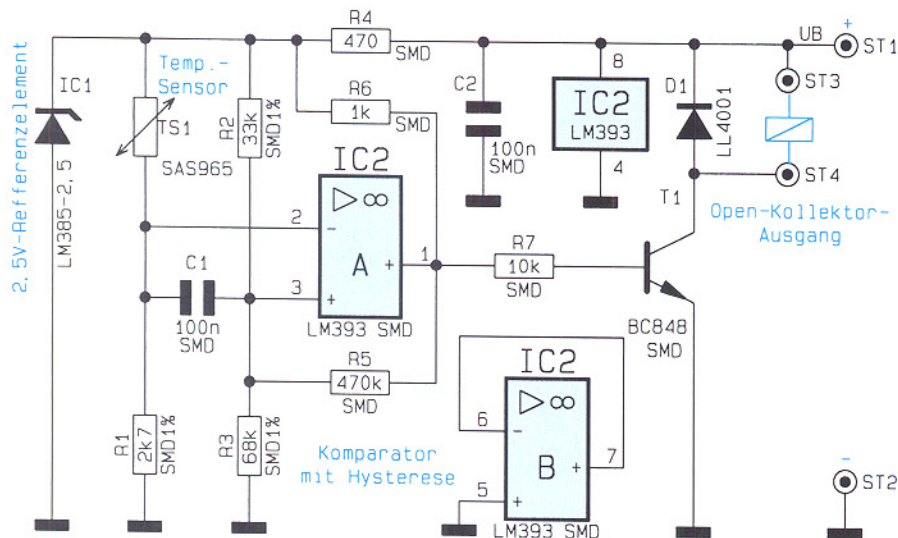 R4
470
SMD
UB
+
ST1
IC1
Temp.-
Sensor
R6
1k
SMD
C2
8
IC2
LM393
4
D1
LL4001
ST3
2,5V-Refferenzelement
LM385-2,5
TS1
SAS965
R2
33k
SMD1%
100n
SMD
ST4
IC2
▷∞
2
-
A
+
1
3
+
LM393 SMD
T1
Open-Kollektor-
Ausgang
R7
10k
SMD
C1
100n
SMD
BC848
SMD
R5
470k
SMD
IC2
▷∞
6
-
B
+
7
5
+
LM393 SMD
R1
2k7
SMD1%
R3
68k
SMD1%
Komparator
mit Hysterese
-
ST2